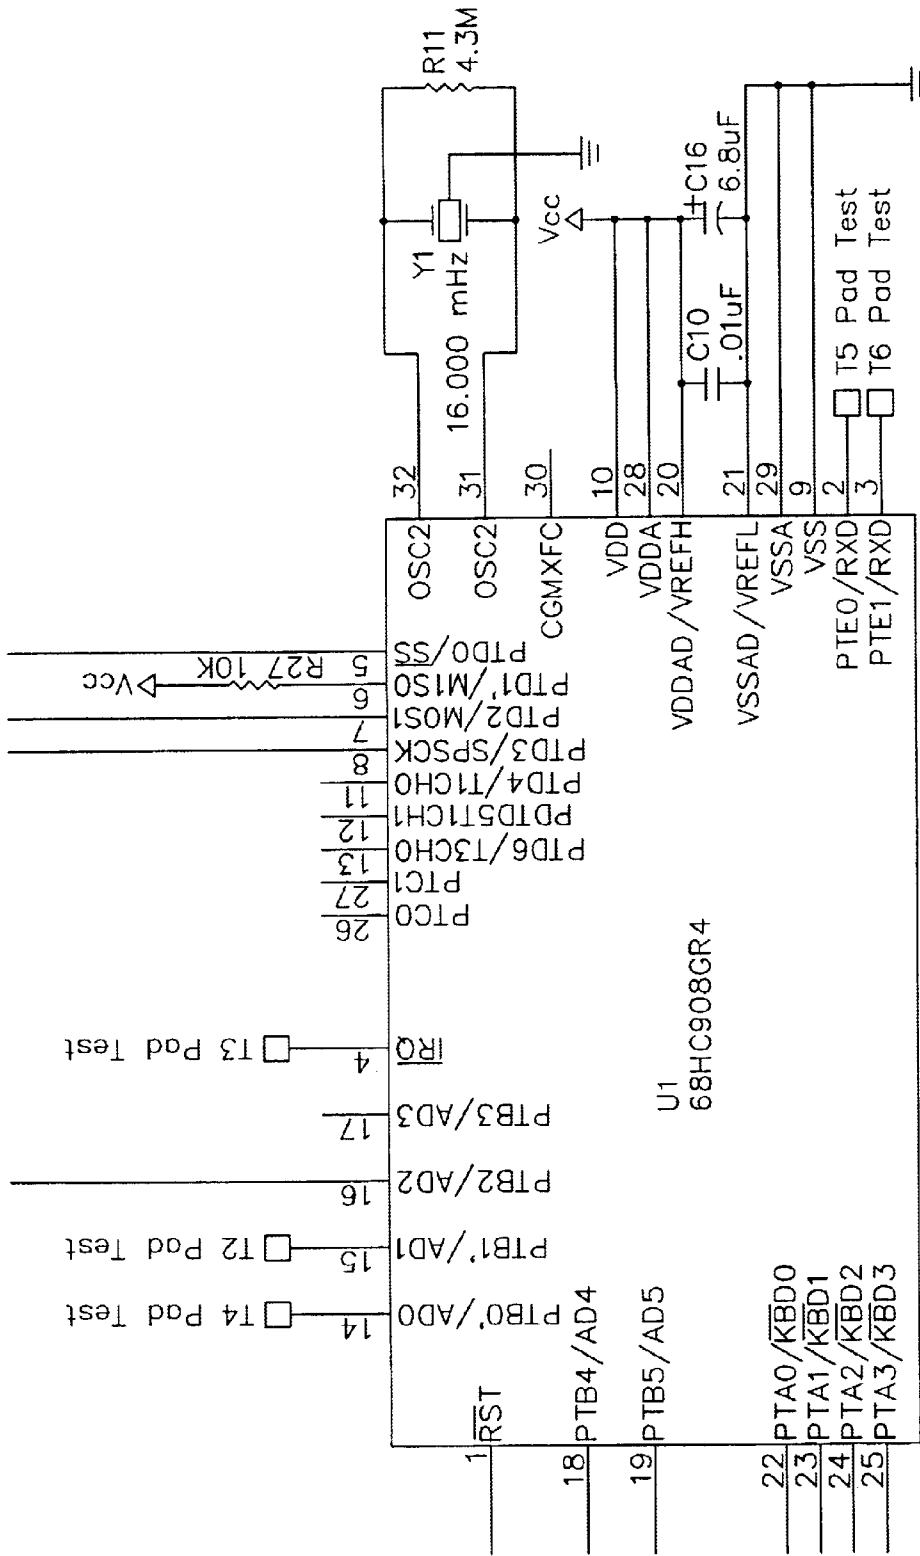 R11
4.3M
Y1
16.000 mHz
Vcc
+C16
6.8uF
C10
.01uF
T5 Pad Test
T6 Pad Test
32
31
30
10
28
20
21
29
9
2
3
OSC2
OSC2
CGMXFC
VDD
VDDA
VDDAD/VREFH
VSSAD/VREFL
VSSA
VSS
PTE0/RXD
PTE1/RXD
Vcc
R27 10K
5
PTD0/SS
6
PTD1'/M1S0
7
PTD2/MOS1
8
PTD3/SPSCK
11
PTD4/T1CH0
12
PDTD5T1CH1
13
PTD6/T3CH0
27
PTC1
26
PTC0
T3 Pad Test
4
IRQ
17
PTB3/AD3
16
PTB2/AD2
T2 Pad Test
15
PTB1'/AD1
T4 Pad Test
14
PTB0'/AD0
U1
68HC908GR4
1
RST
18
PTB4/AD4
19
PTB5/AD5
22
PTA0/KBD0
23
PTA1/KBD1
24
PTA2/KBD2
25
PTA3/KBD3